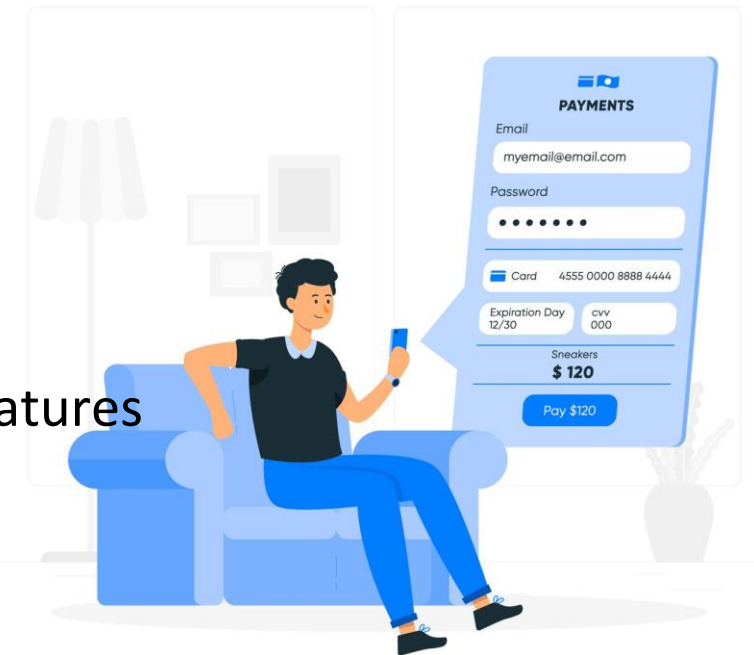 PAYMENTS
Email
myemail@email.com
Password
Card 4555 0000 8888 4444
Expiration Day cvv
12/30 000
Sneakers
$ 120
Pay $120
atures